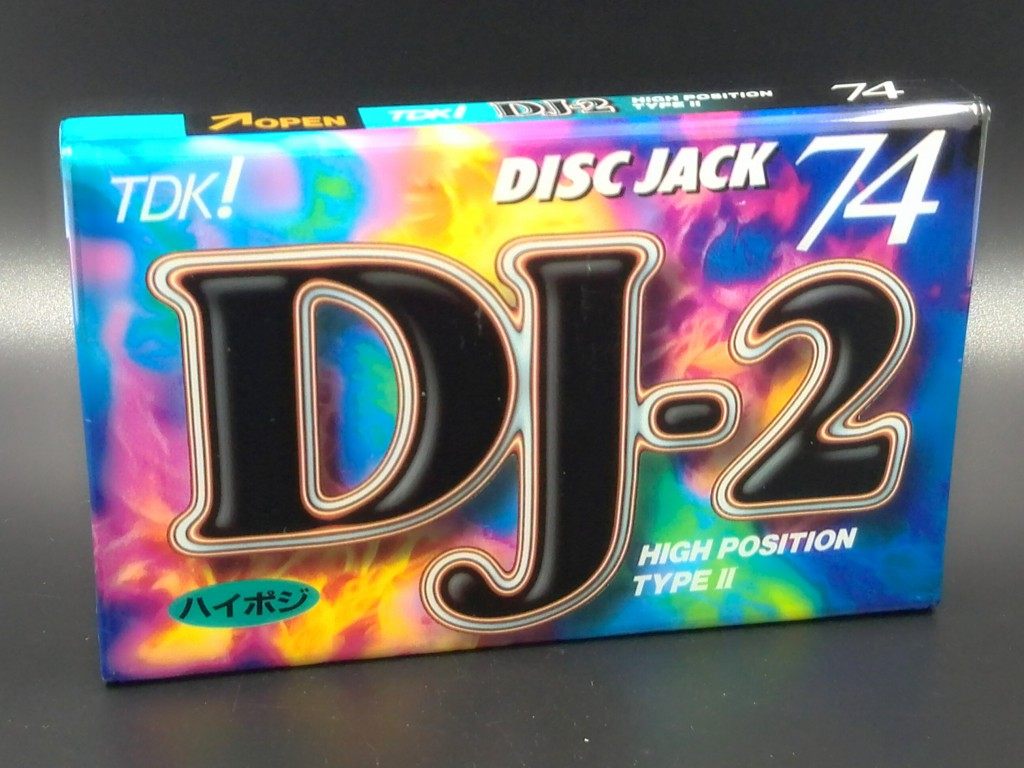 OPEN TDK! DJ-2 HIGH POSITION TYPE II 74
TDK! DISC JACK 74
DJ-2
HIGH POSITION
TYPE II
ハイポジ